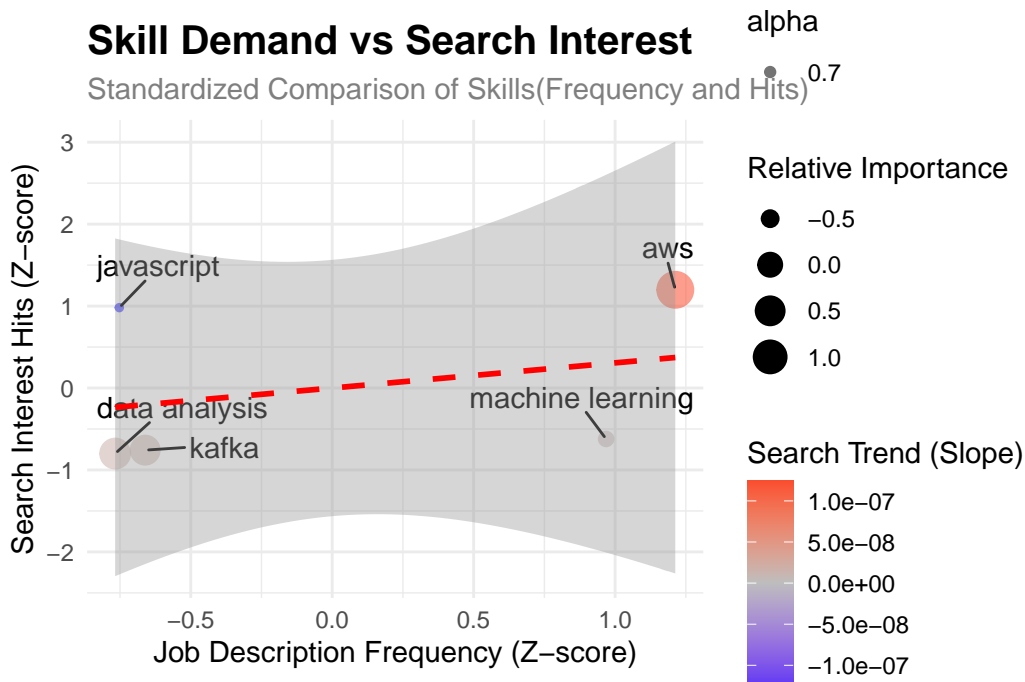 Skill Demand vs Search Interest
Standardized Comparison of Skills(Frequency and Hits)
3
2
1
0
−1
−2
Search Interest Hits (Z−score)
javascript
aws
data analysis
machine learning
kafka
−0.5
0.0
0.5
1.0
Job Description Frequency (Z−score)
alpha
0.7
Relative Importance
−0.5
0.0
0.5
1.0
Search Trend (Slope)
1.0e−07
5.0e−08
0.0e+00
−5.0e−08
−1.0e−07